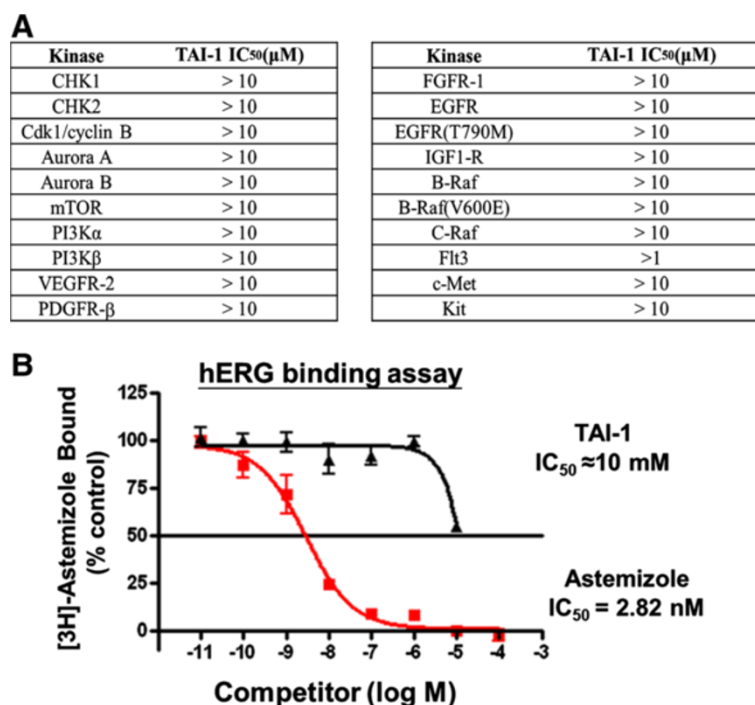 A
Kinase TAI-1 IC50(μM)
CHK1 > 10
CHK2 > 10
Cdk1/cyclin B > 10
Aurora A > 10
Aurora B > 10
mTOR > 10
PI3Kα > 10
PI3Kβ > 10
VEGFR-2 > 10
PDGFR-β > 10
Kinase TAI-1 IC50(μM)
FGFR-1 > 10
EGFR > 10
EGFR(T790M) > 10
IGF1-R > 10
B-Raf > 10
B-Raf(V600E) > 10
C-Raf > 10
Flt3 >1
c-Met > 10
Kit > 10
B
hERG binding assay
[3H]-Astemizole Bound
(% control)
125
100
75
50
25
0
-11 -10 -9 -8 -7 -6 -5 -4 -3
Competitor (log M)
TAI-1
IC50 ≈10 mM
Astemizole
IC50 = 2.82 nM